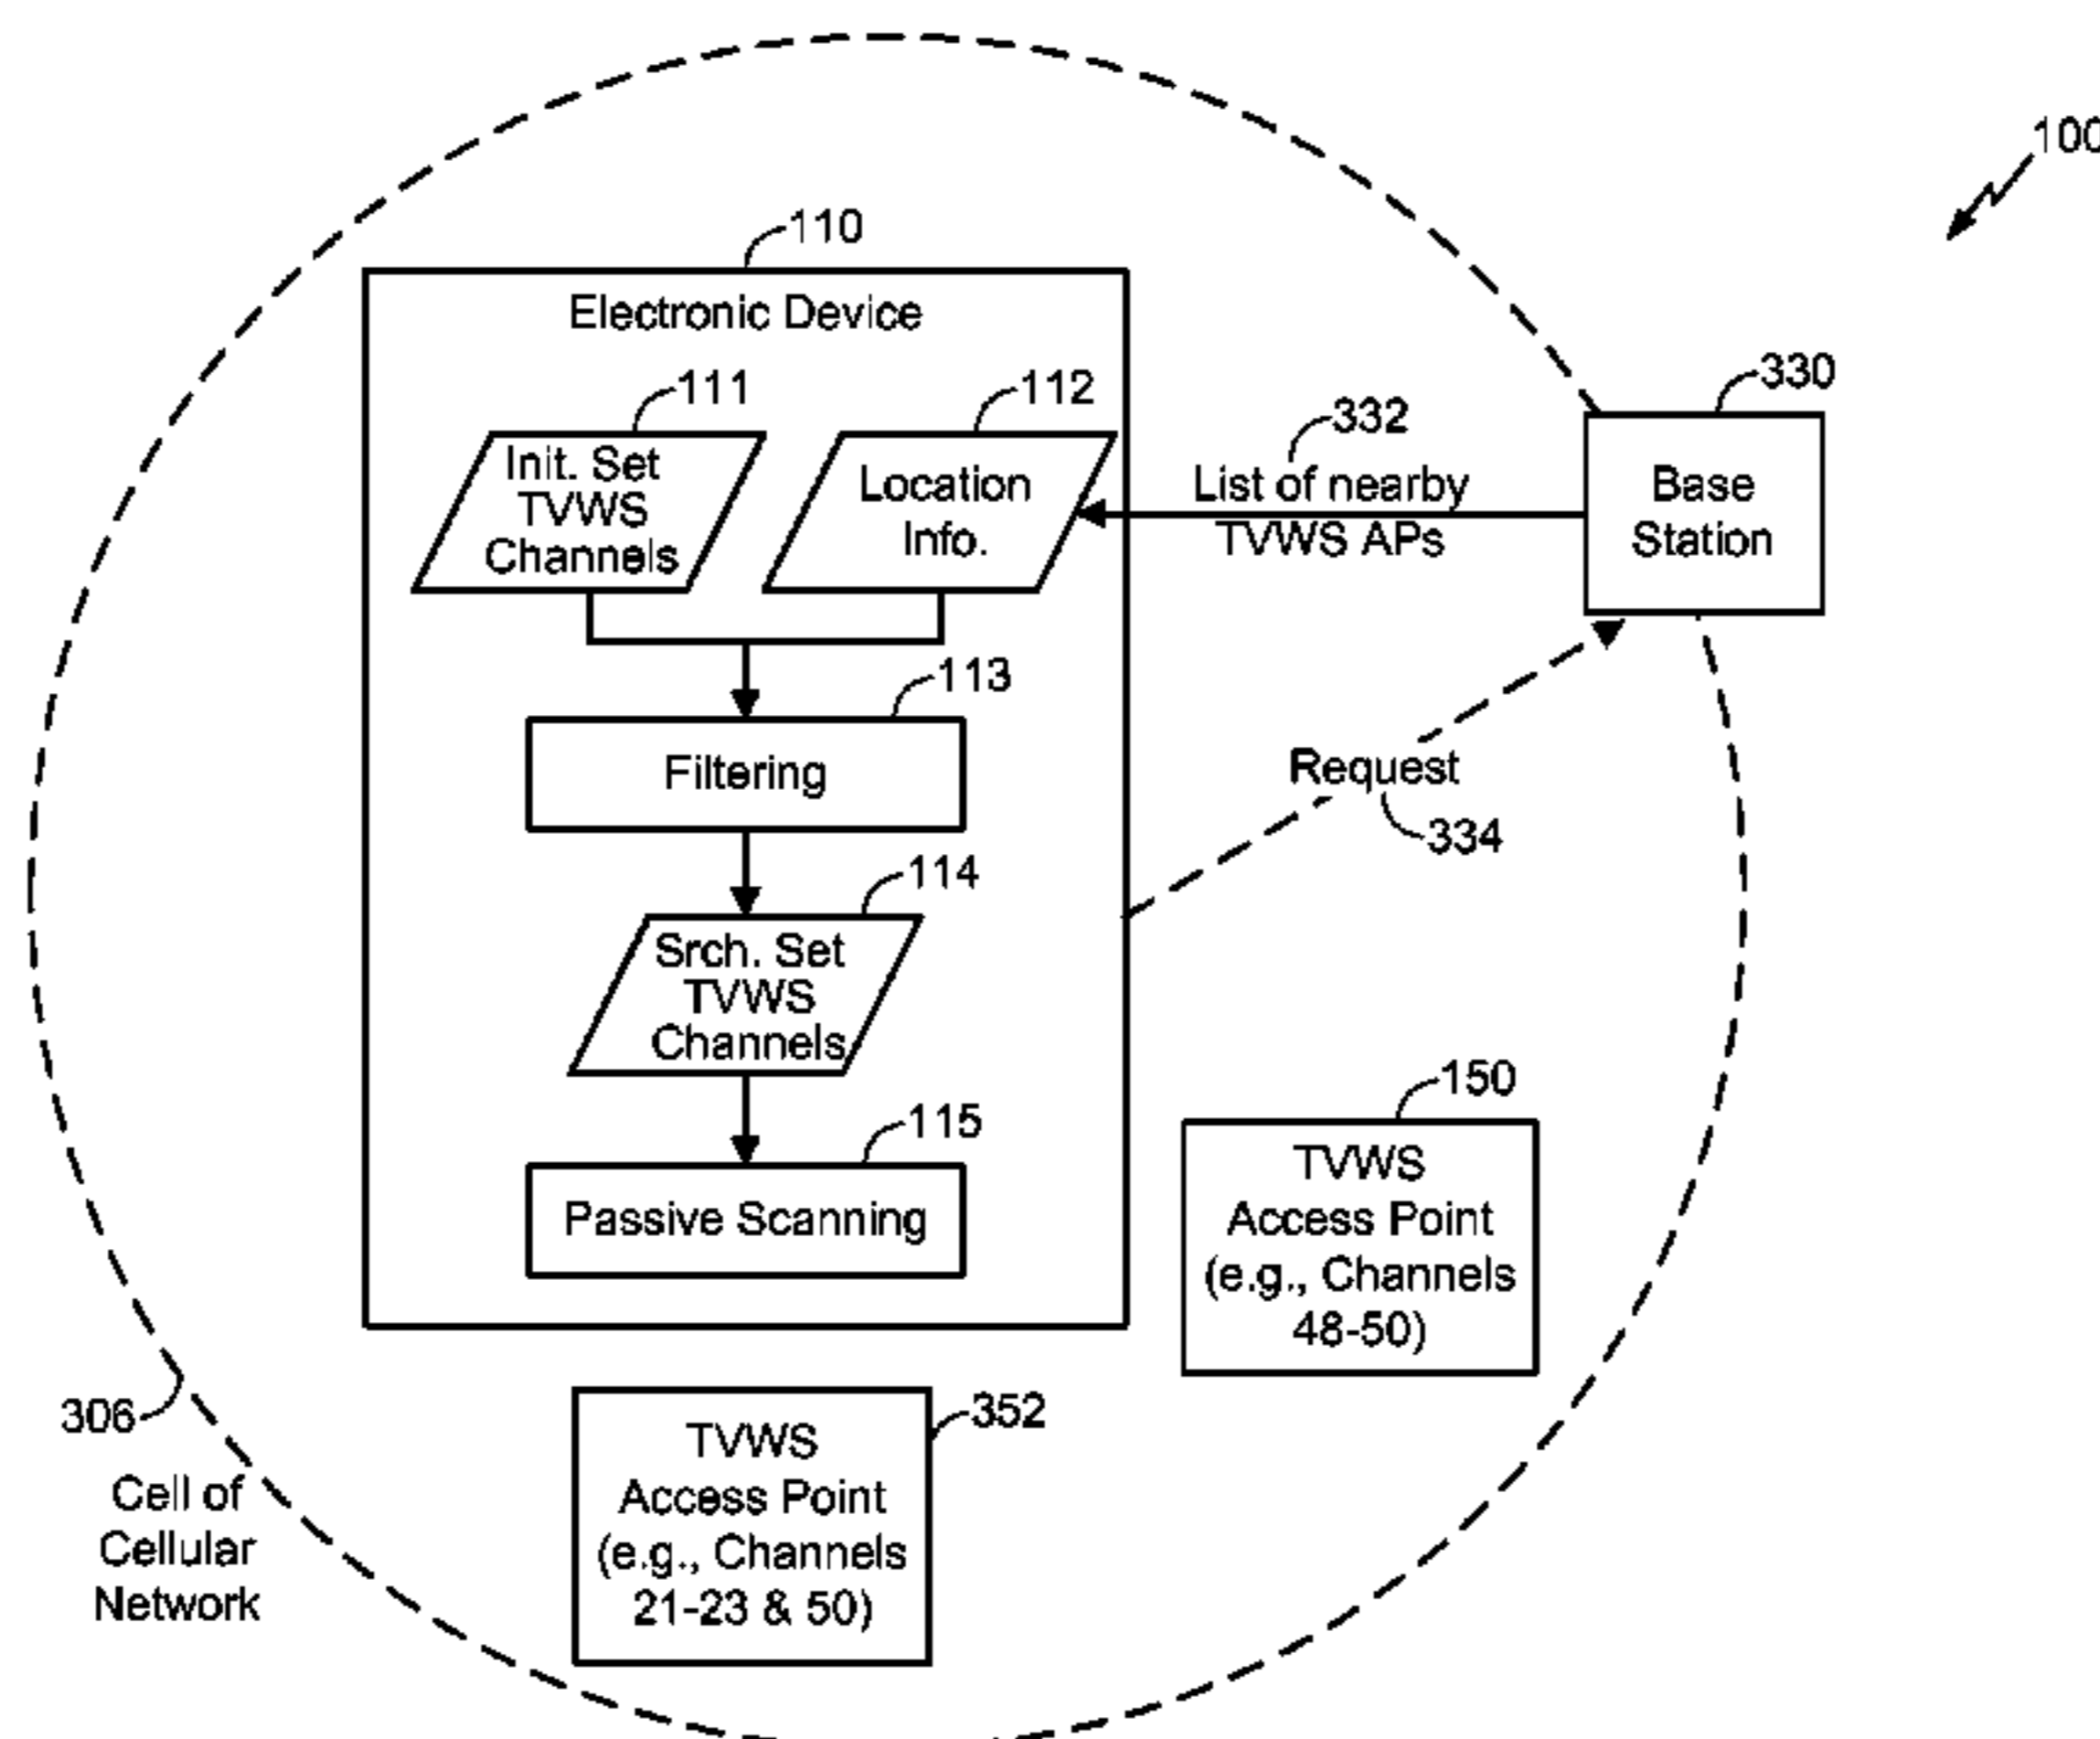 100
110
Electronic Device
111
112
Init. Set
TVWS
Channels
Location
Info.
332
List of nearby
TVWS APs
330
Base
Station
113
Filtering
Request
334
114
Srch. Set
TVWS
Channels
115
Passive Scanning
150
TVWS
Access Point
(e.g., Channels
48-50)
306
Cell of
Cellular
Network
352
TVWS
Access Point
(e.g., Channels
21-23 & 50)